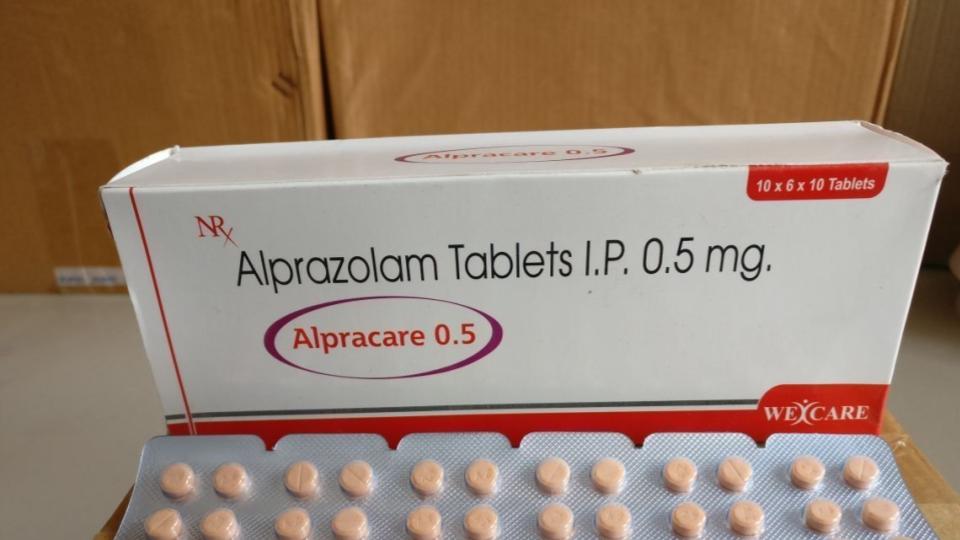 Alpracare 0.5
10 x 6 x 10 Tablets
NRx
Alprazolam Tablets I.P. 0.5 mg.
Alpracare 0.5
WEXCARE